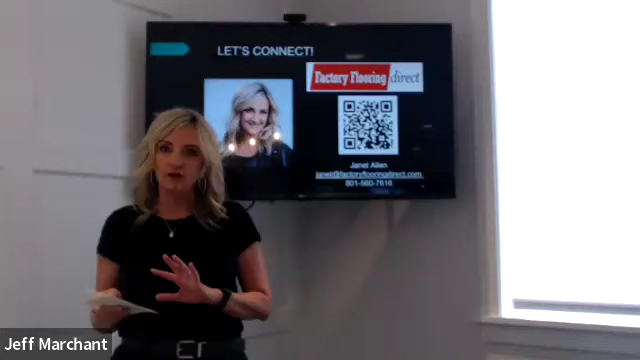 LET'S CONNECT!
Factory Flooring direct
Janet Allen
janet@factoryflooringdirect.com
801-560-7616
Jeff Marchant